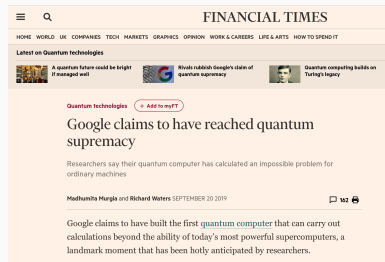 FINANCIAL TIMES
HOME WORLD UK COMPANIES TECH MARKETS GRAPHICS OPINION WORK & CAREERS LIFE & ARTS HOW TO SPEND IT
Latest on Quantum technologies
A quantum future could be bright
if managed well
Rivals rubbish Google's claim of
quantum supremacy
Quantum computing builds on
Turing's legacy
Quantum technologies
+ Add to myFT
Google claims to have reached quantum
supremacy
Researchers say their quantum computer has calculated an impossible problem for
ordinary machines
Madhumita Murgia and Richard Waters SEPTEMBER 20 2019
162
Google claims to have built the first quantum computer that can carry out
calculations beyond the ability of today's most powerful supercomputers, a
landmark moment that has been hotly anticipated by researchers.